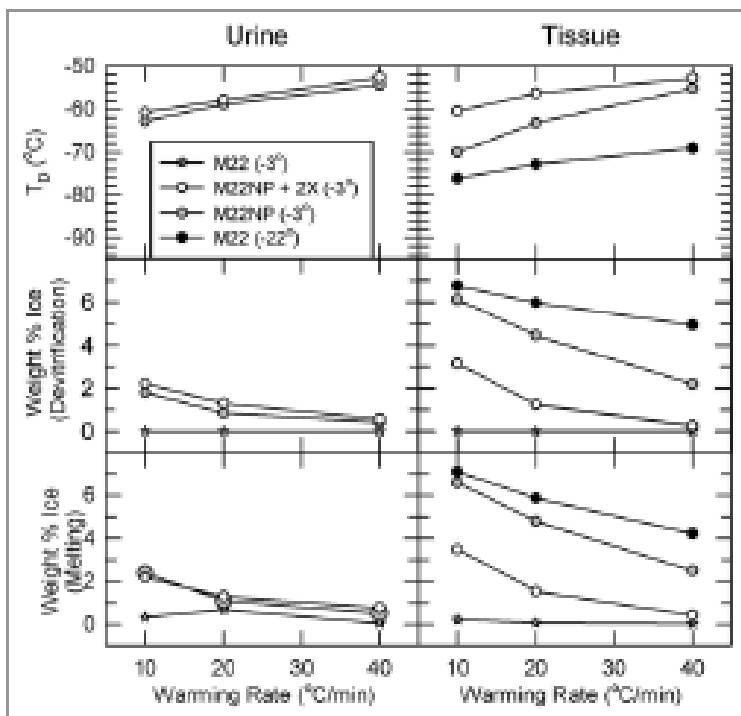 Urine Tissue
-50
-60
-70
-80
-90
T_D (°C)
M22 (-3°)
M22NP + 2X (-3°)
M22NP (-3°)
M22 (-22°)
6
4
2
0
Weight % Ice
(Devitrification)
6
4
2
0
Weight % Ice
(Melting)
10 20 40 10 20 40
Warming Rate (°C/min) Warming Rate (°C/min)